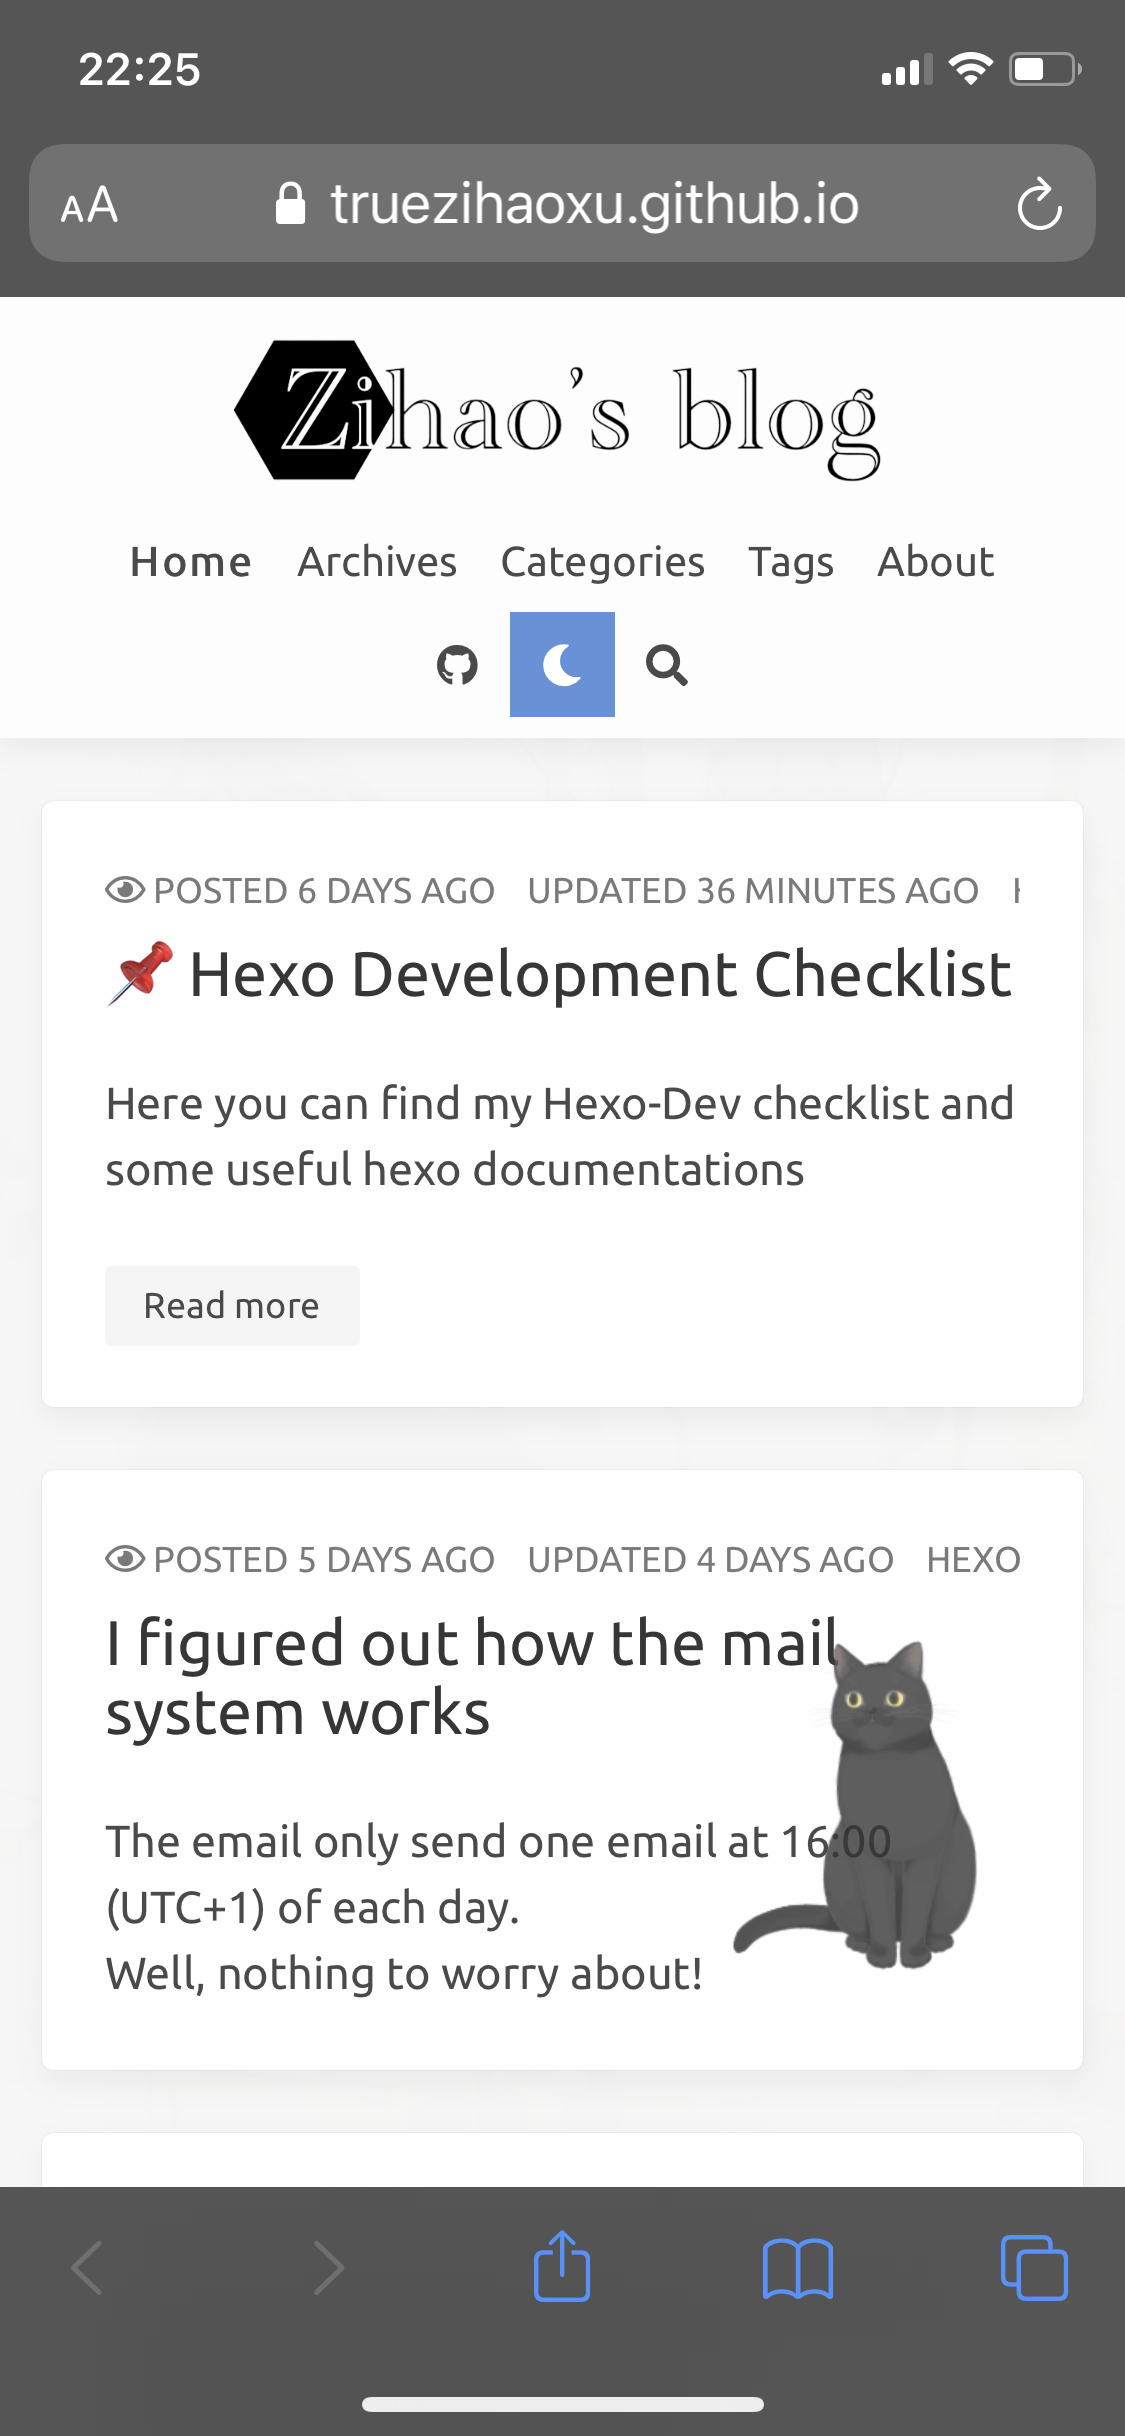 22:25
AA truezihaoxu.github.io
Zihao's blog
Home Archives Categories Tags About
POSTED 6 DAYS AGO UPDATED 36 MINUTES AGO
📌 Hexo Development Checklist
Here you can find my Hexo-Dev checklist and
some useful hexo documentations
Read more
POSTED 5 DAYS AGO UPDATED 4 DAYS AGO HEXO
I figured out how the mail
system works
The email only send one email at 16:00
(UTC+1) of each day.
Well, nothing to worry about!